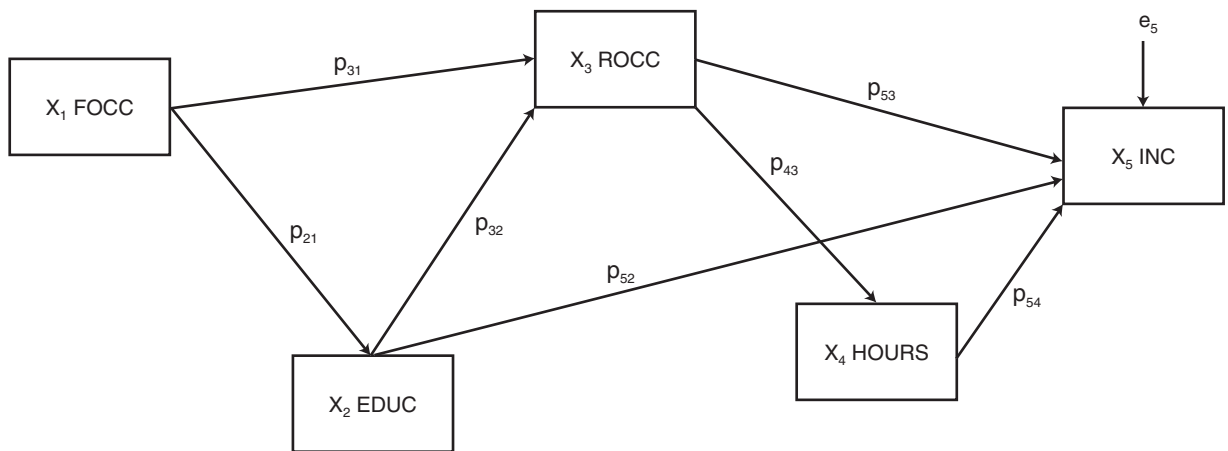 e₅
X₃ ROCC
p₃₁
p₅₃
X₁ FOCC
X₅ INC
p₄₃
p₂₁
p₃₂
p₅₂
p₅₄
X₄ HOURS
X₂ EDUC